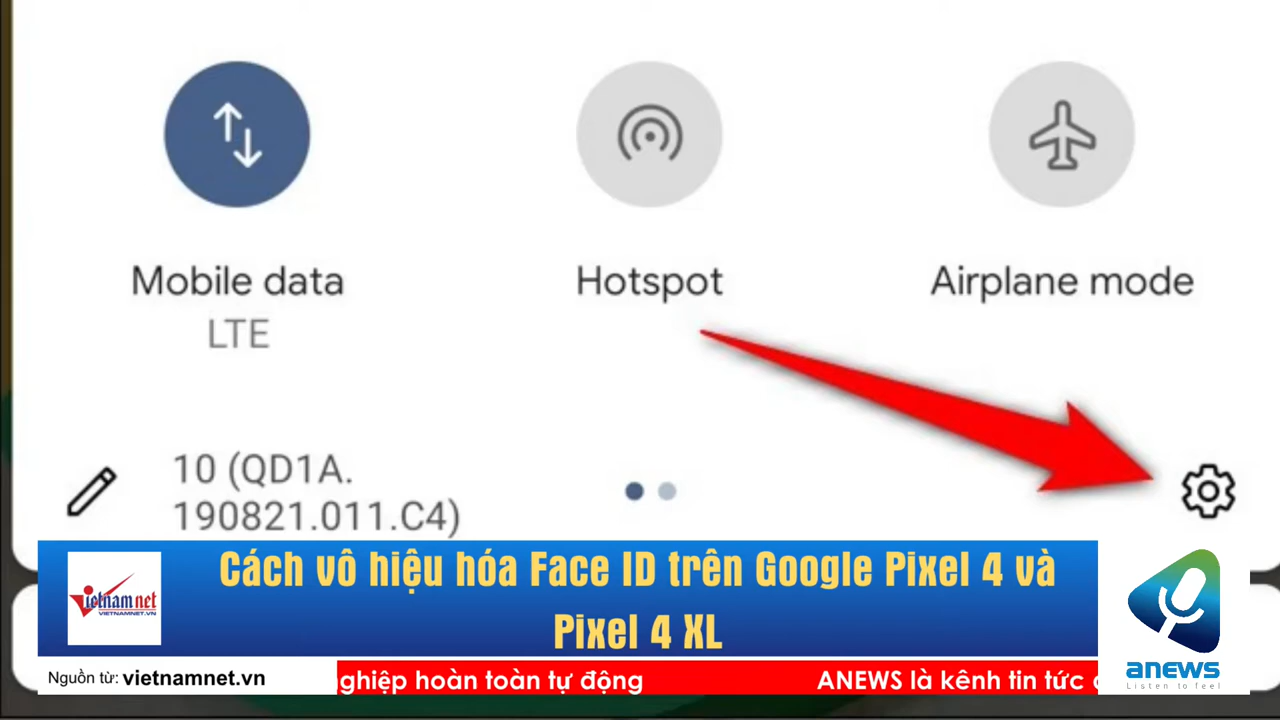 Mobile data
Hotspot
Airplane mode
LTE
10 (QD1A.
190821.011.C4)
Cách vô hiệu hóa Face ID trên Google Pixel 4 và
Pixel 4 XL
Vietnamnet
VIETNAMNET.VN
Nguồn từ: vietnamnet.vn
nghiệp hoàn toàn tự động
ANEWS là kênh tin tức
anews
Listen to feel